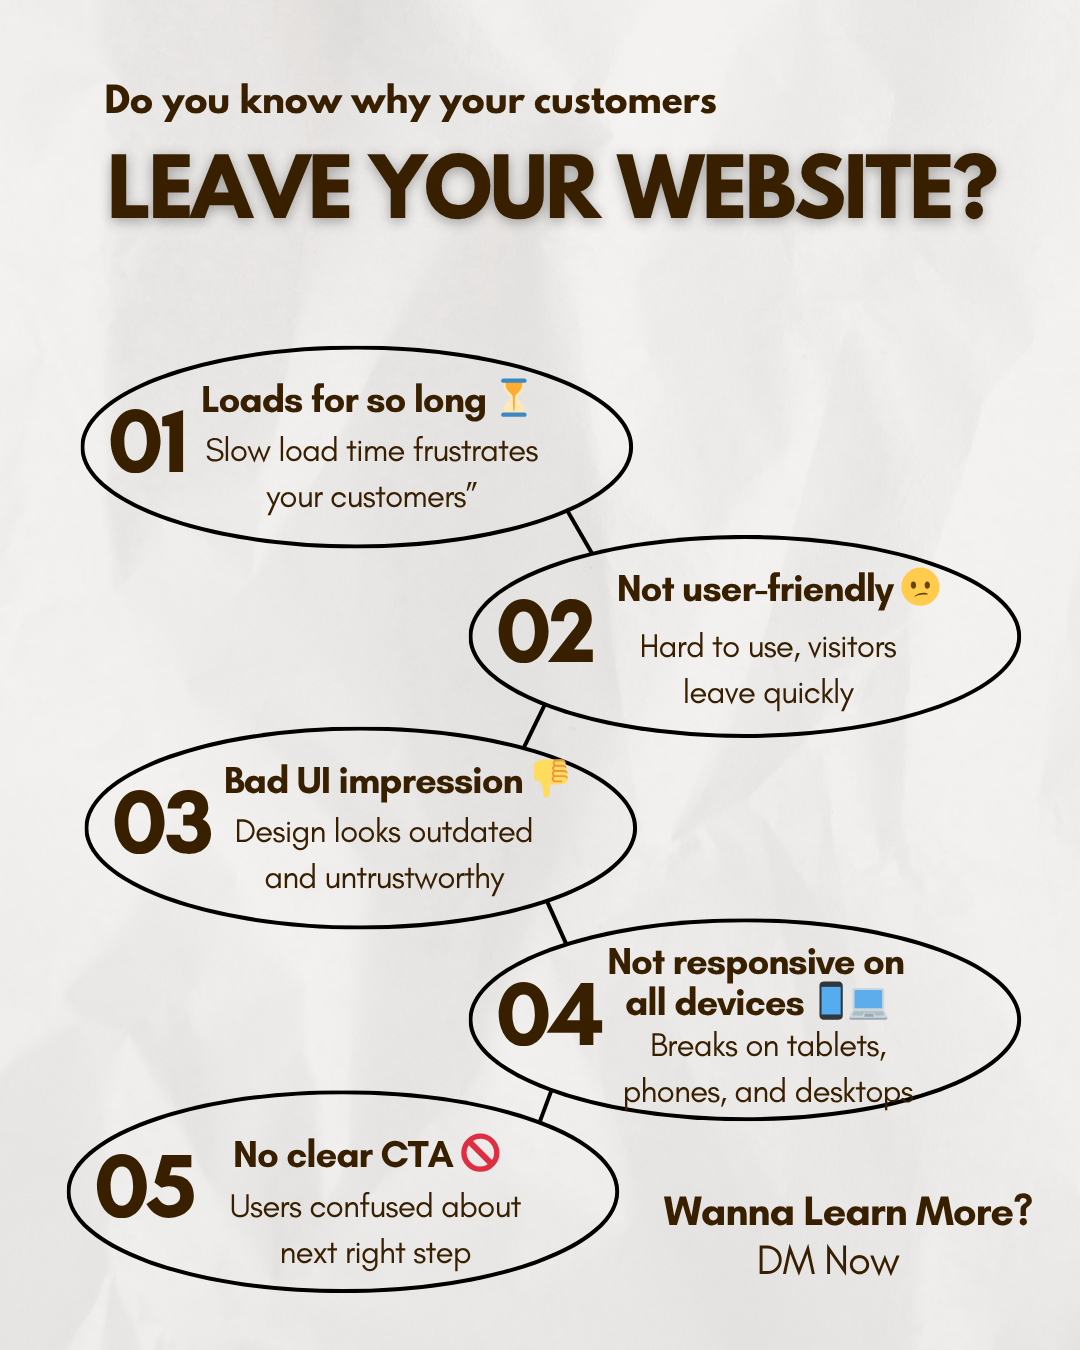 Do you know why your customers
LEAVE YOUR WEBSITE?
01
Loads for so long ⏳
Slow load time frustrates
your customers”
02
Not user-friendly 😕
Hard to use, visitors
leave quickly
03
Bad UI impression 👎
Design looks outdated
and untrustworthy
04
Not responsive on
all devices 📱💻
Breaks on tablets,
phones, and desktops
05
No clear CTA 🚫
Users confused about
next right step
Wanna Learn More?
DM Now